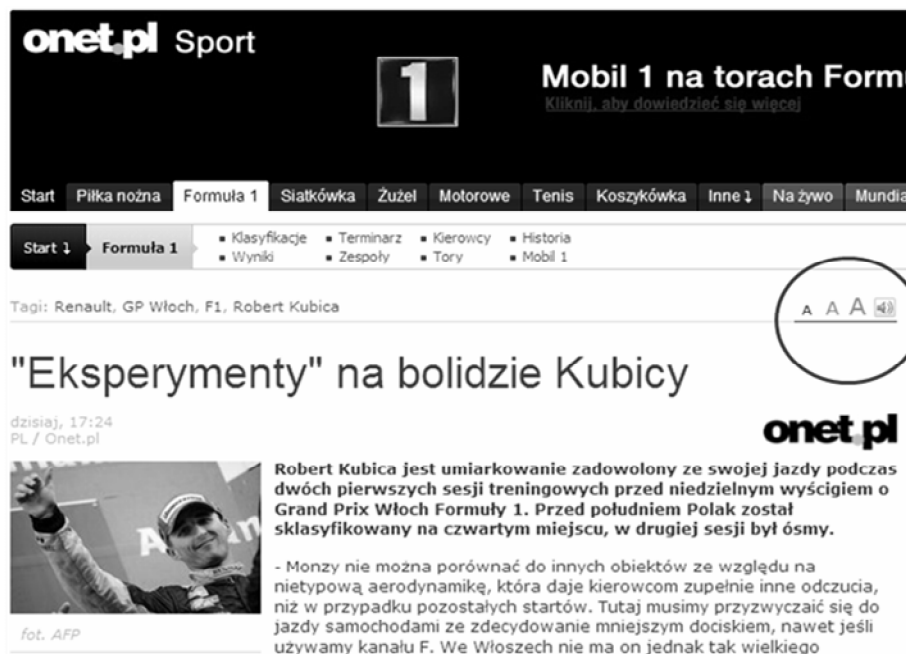 onet.pl Sport
1
Mobil 1 na torach Formu
Kliknij, aby dowiedzieć się więcej
Start Piłka nożna Formuła 1 Siatkówka Żużel Motorowe Tenis Koszykówka Inne Na żywo Mundia
Start Formuła 1
▪ Klasyfikacje ▪ Terminarz ▪ Kierowcy ▪ Historia
▪ Wyniki ▪ Zespoły ▪ Tory ▪ Mobil 1
Tagi: Renault, GP Włoch, F1, Robert Kubica A A A
"Eksperymenty" na bolidzie Kubicy
dzisiaj, 17:24
PL / Onet.pl
onet.pl
Robert Kubica jest umiarkowanie zadowolony ze swojej jazdy podczas
dwóch pierwszych sesji treningowych przed niedzielnym wyścigiem o
Grand Prix Włoch Formuły 1. Przed południem Polak został
sklasyfikowany na czwartym miejscu, w drugiej sesji był ósmy.
- Monzy nie można porównać do innych obiektów ze względu na
nietypową aerodynamikę, która daje kierowcom zupełnie inne odczucia,
niż w przypadku pozostałych startów. Tutaj musimy przyzwyczaić się do
jazdy samochodami ze zdecydowanie mniejszym dociskiem, nawet jeśli
używamy kanału F. We Włoszech nie ma on jednak tak wielkiego
fot. AFP